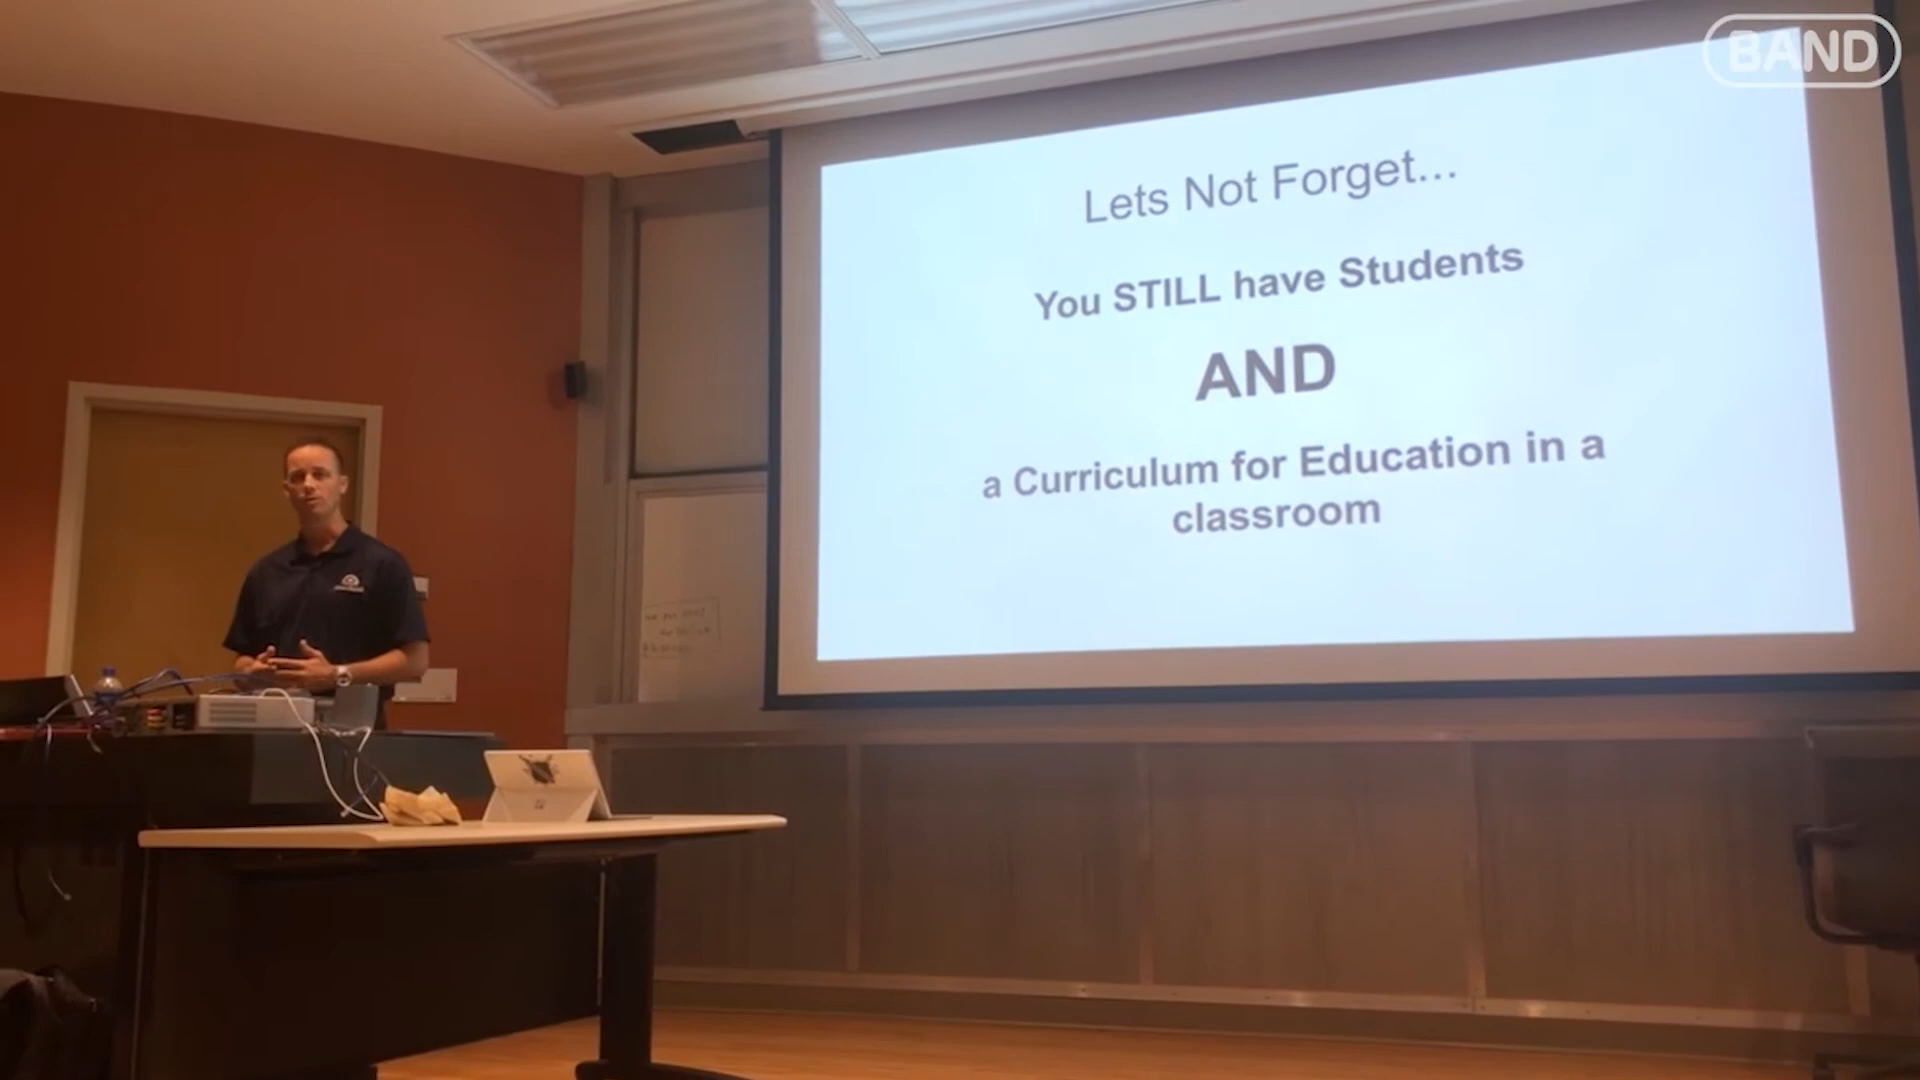 BAND
Lets Not Forget...
You STILL have Students
AND
a Curriculum for Education in a
classroom